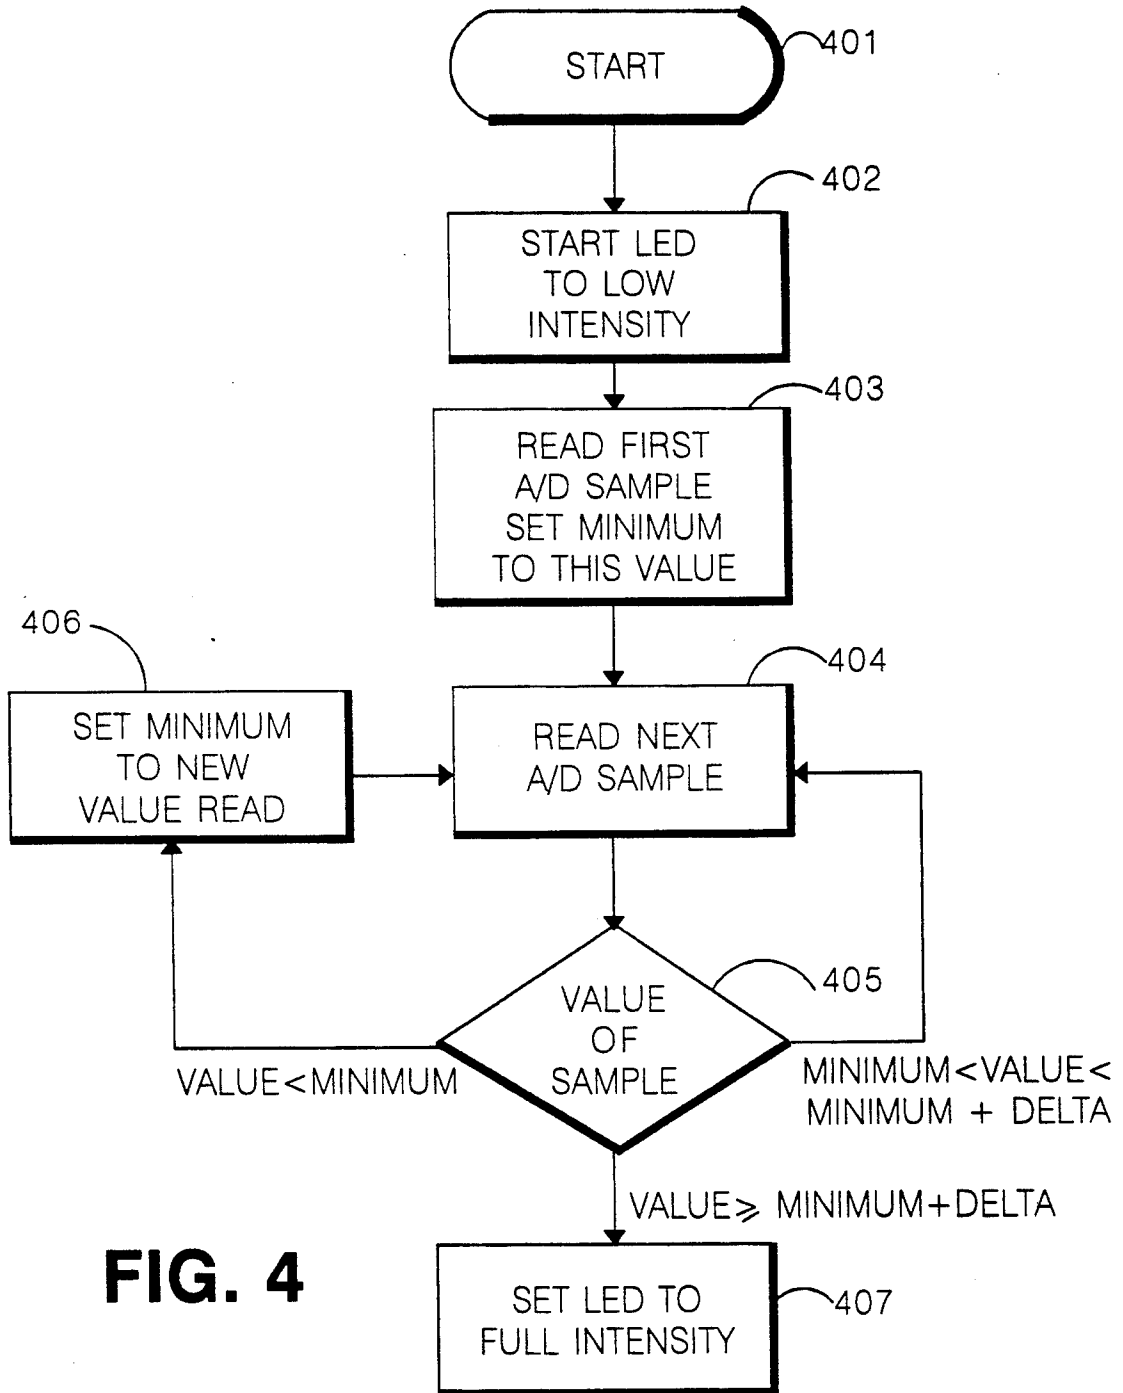 START
401
402
START LED
TO LOW
INTENSITY
403
READ FIRST
A/D SAMPLE
SET MINIMUM
TO THIS VALUE
406
404
SET MINIMUM
TO NEW
VALUE READ
READ NEXT
A/D SAMPLE
405
VALUE
OF
SAMPLE
VALUE<MINIMUM
MINIMUM<VALUE<
MINIMUM + DELTA
VALUE⩾ MINIMUM+DELTA
FIG. 4
407
SET LED TO
FULL INTENSITY